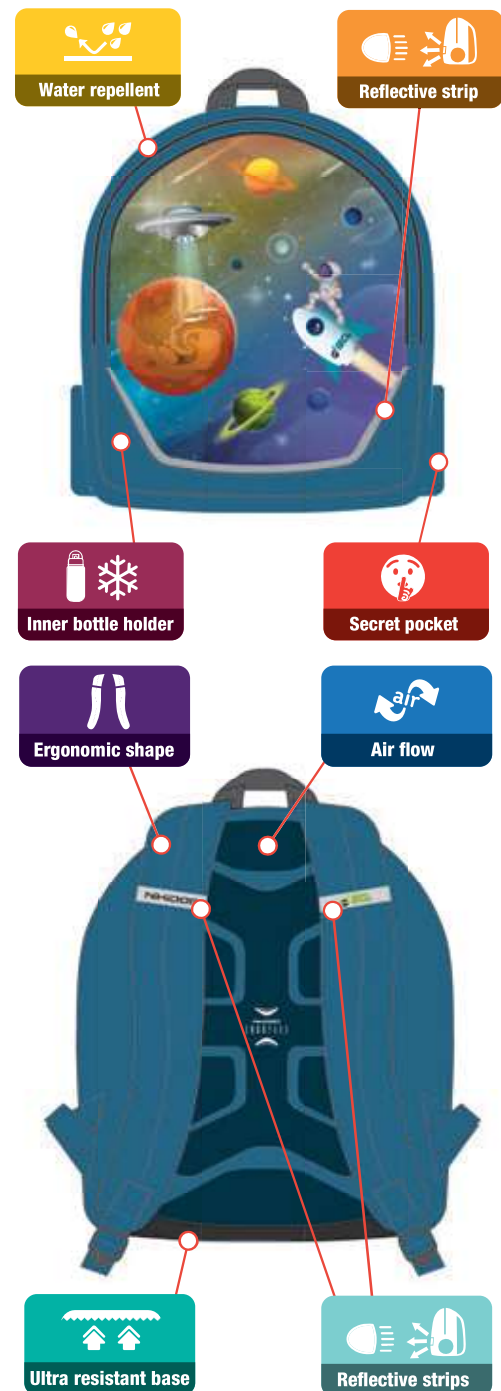 Water repellent
Reflective strip
Inner bottle holder
Secret pocket
Ergonomic shape
air
Air flow
Ultra resistant base
Reflective strips